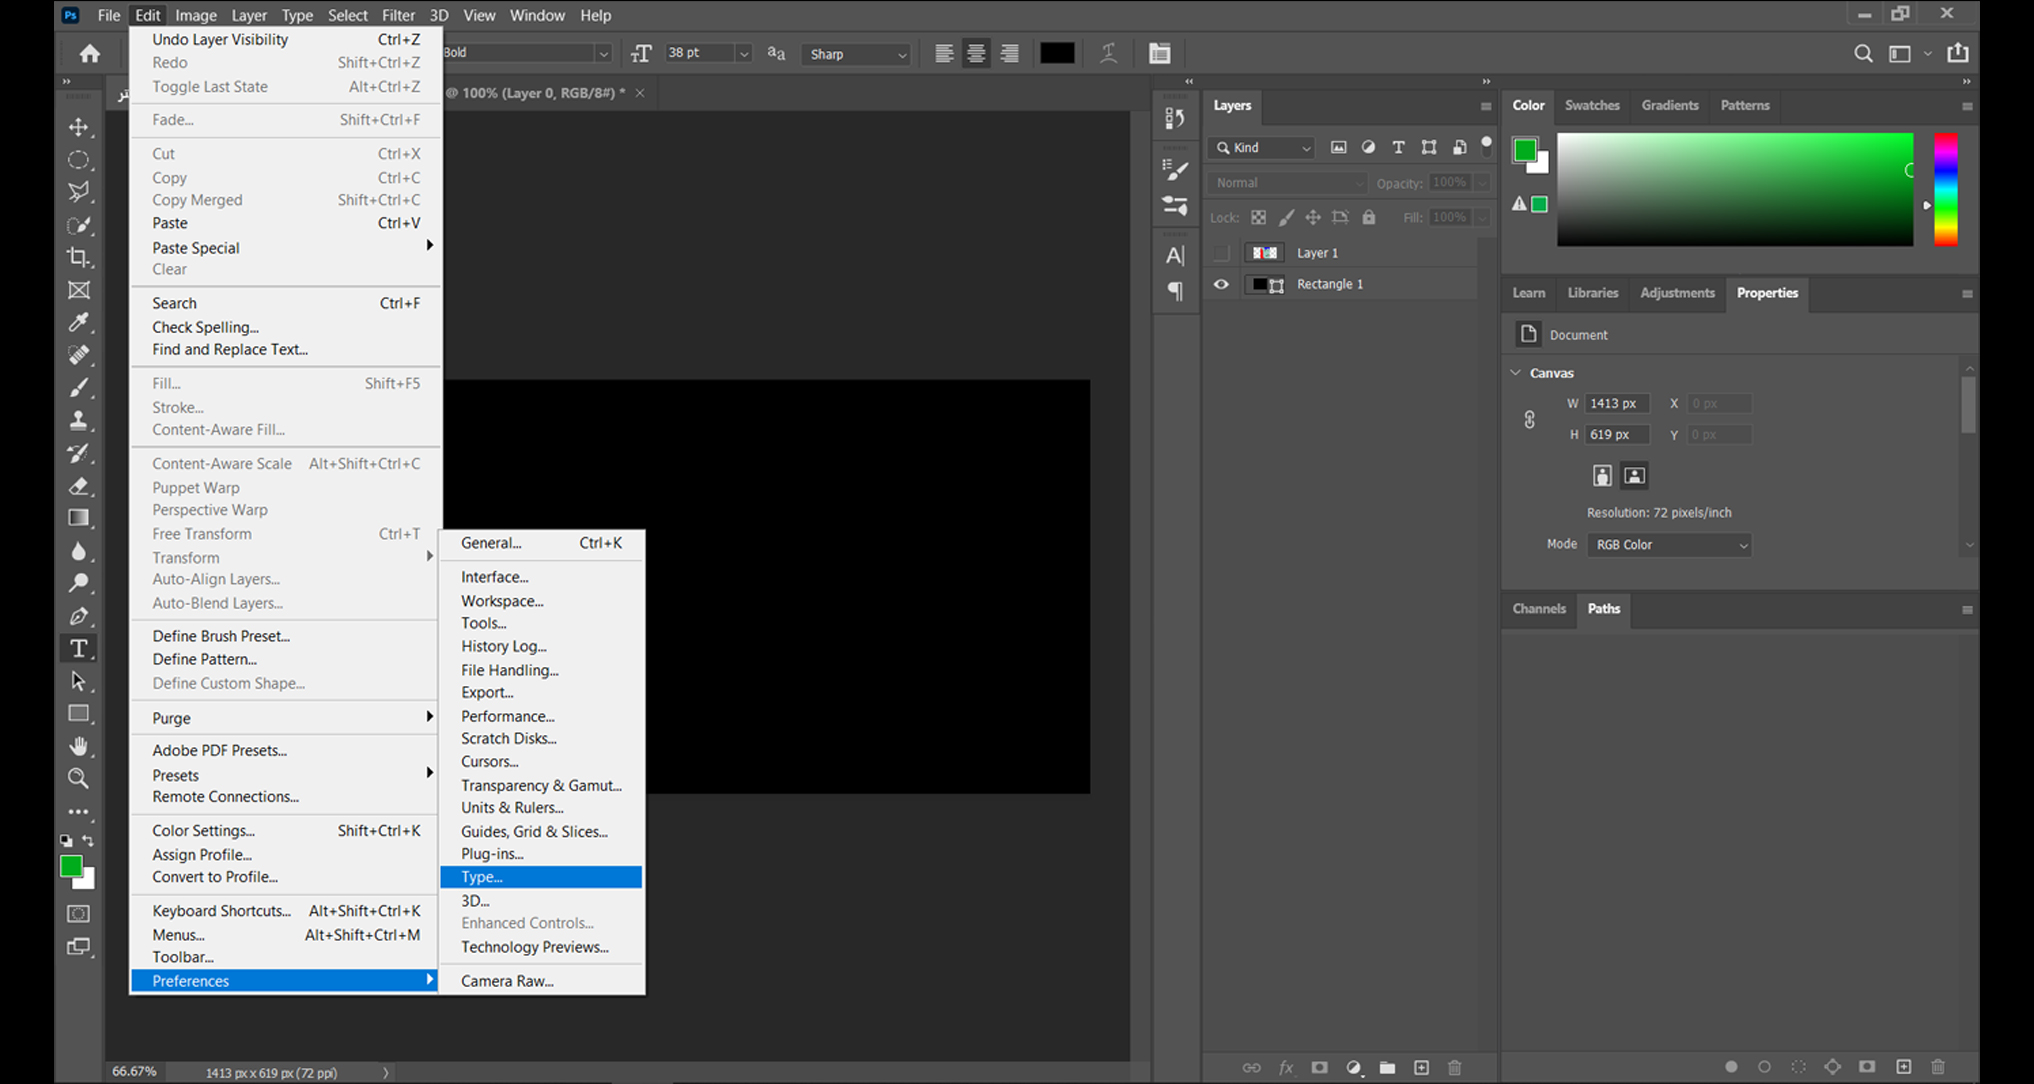 Ps File Edit Image Layer Type Select Filter 3D View Window Help
Bold 38 pt aa Sharp
@ 100% (Layer 0, RGB/8#) * ×
Undo Layer Visibility Ctrl+Z
Redo Shift+Ctrl+Z
Toggle Last State Alt+Ctrl+Z
Fade... Shift+Ctrl+F
Cut Ctrl+X
Copy Ctrl+C
Copy Merged Shift+Ctrl+C
Paste Ctrl+V
Paste Special
Clear
Search Ctrl+F
Check Spelling...
Find and Replace Text...
Fill... Shift+F5
Stroke...
Content-Aware Fill...
Content-Aware Scale Alt+Shift+Ctrl+C
Puppet Warp
Perspective Warp
Free Transform Ctrl+T
Transform
Auto-Align Layers...
Auto-Blend Layers...
Define Brush Preset...
Define Pattern...
Define Custom Shape...
Purge
Adobe PDF Presets...
Presets
Remote Connections...
Color Settings... Shift+Ctrl+K
Assign Profile...
Convert to Profile...
Keyboard Shortcuts... Alt+Shift+Ctrl+K
Menus... Alt+Shift+Ctrl+M
Toolbar...
Preferences
General... Ctrl+K
Interface...
Workspace...
Tools...
History Log...
File Handling...
Export...
Performance...
Scratch Disks...
Cursors...
Transparency & Gamut...
Units & Rulers...
Guides, Grid & Slices...
Plug-ins...
Type...
3D...
Enhanced Controls...
Technology Previews...
Camera Raw...
66.67% 1413 px x 619 px (72 ppi)
Layers
Kind
Normal Opacity: 100%
Lock: Fill: 100%
Layer 1
Rectangle 1
fx
Color Swatches Gradients Patterns
Learn Libraries Adjustments Properties
Document
Canvas
W 1413 px X 0 px
H 619 px Y 0 px
Resolution: 72 pixels/inch
Mode RGB Color
Channels Paths